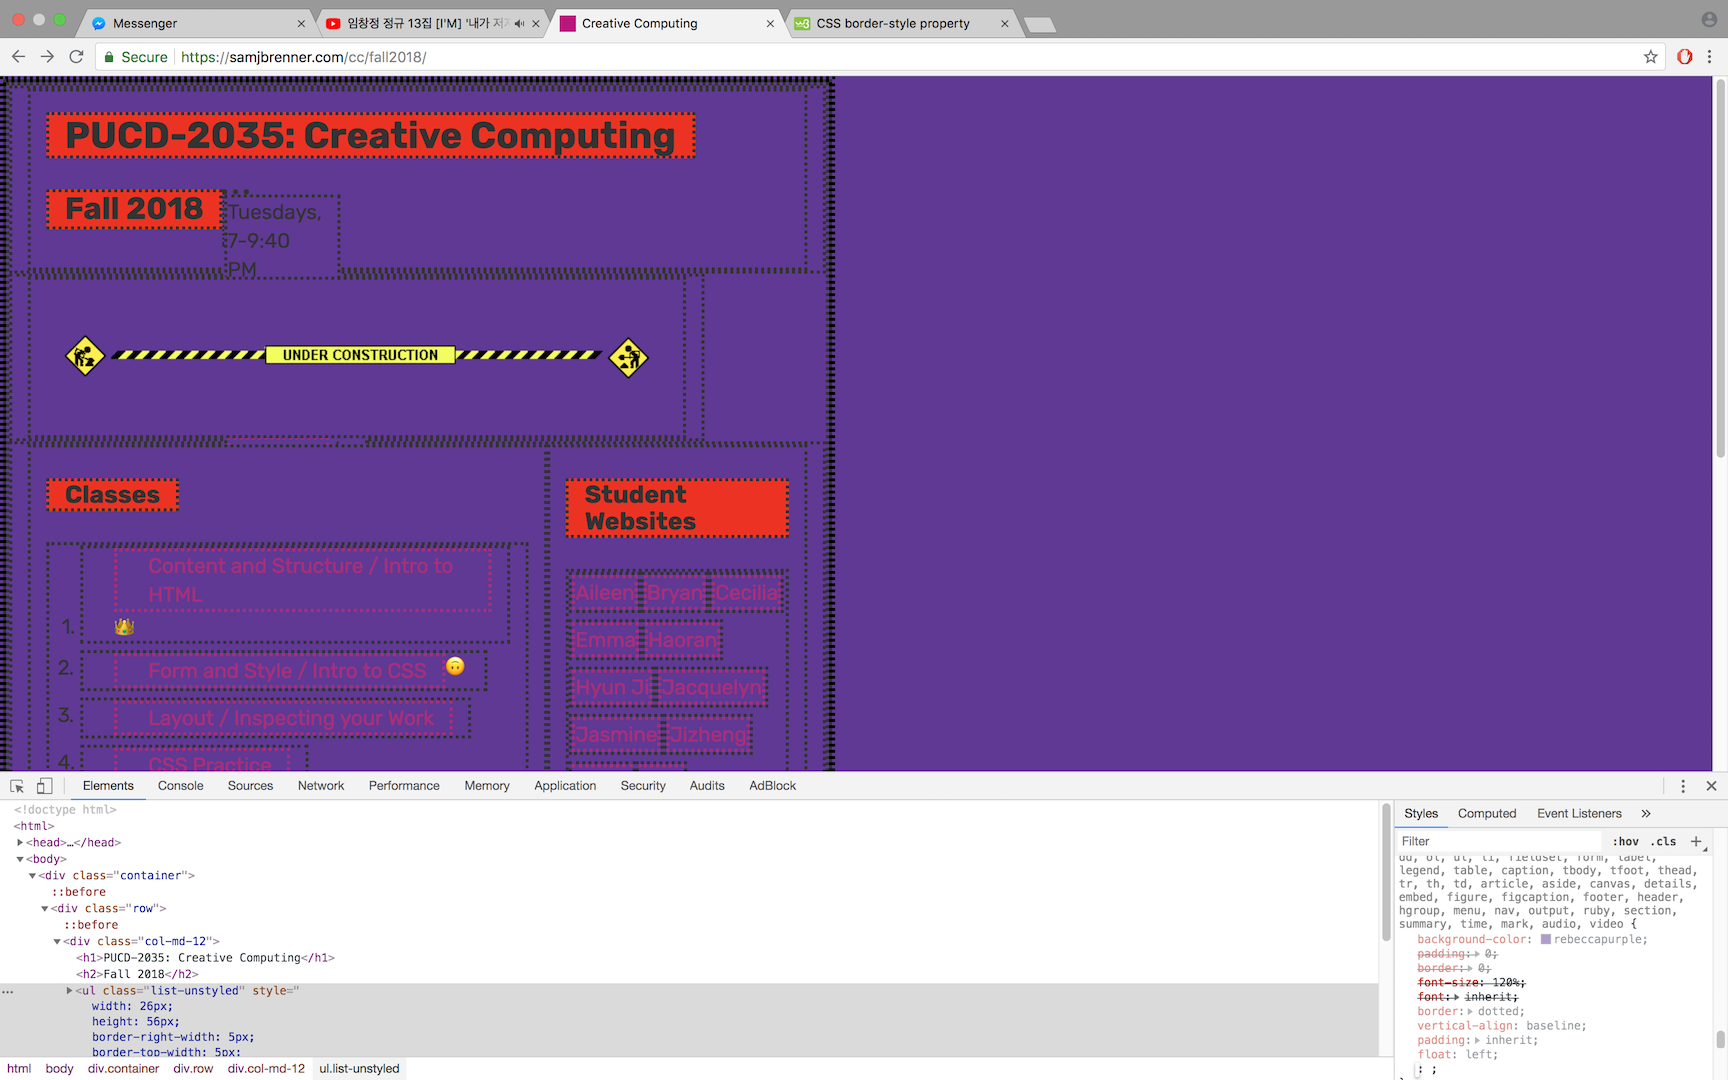 Messenger
임창정 정규 13집 [I'M] '내가 저
Creative Computing
CSS border-style property
Secure
https://samjbrenner.com/cc/fall2018/
PUCD-2035: Creative Computing
Fall 2018
Tuesdays,
7-9:40
PM
UNDER CONSTRUCTION
Classes
Student
Websites
Content and Structure / Intro to
HTML
1. 👑
2. Form and Style / Intro to CSS 🙃
3. Layout / Inspecting your Work
4. CSS Practice
Aileen Bryan Cecilia
Emma Haoran
Hyun Ji Jacquelyn
Jasmine Jizheng
Elements Console Sources Network Performance Memory Application Security Audits AdBlock
<!doctype html>
<html>
<head>…</head>
<body>
<div class="container">
::before
<div class="row">
::before
<div class="col-md-12">
<h1>PUCD-2035: Creative Computing</h1>
<h2>Fall 2018</h2>
<ul class="list-unstyled" style="
width: 26px;
height: 56px;
border-right-width: 5px;
border-top-width: 5px;
html body div.container div.row div.col-md-12 ul.list-unstyled
Styles Computed Event Listeners »
Filter :hov .cls +
dd, ol, ul, li, fieldset, form, label,
legend, table, caption, tbody, tfoot, thead,
tr, th, td, article, aside, canvas, details,
embed, figure, figcaption, footer, header,
hgroup, menu, nav, output, ruby, section,
summary, time, mark, audio, video {
background-color: rebeccapurple;
padding: 0;
border: 0;
font-size: 120%;
font: inherit;
border: dotted;
vertical-align: baseline;
padding: inherit;
float: left;
: ;